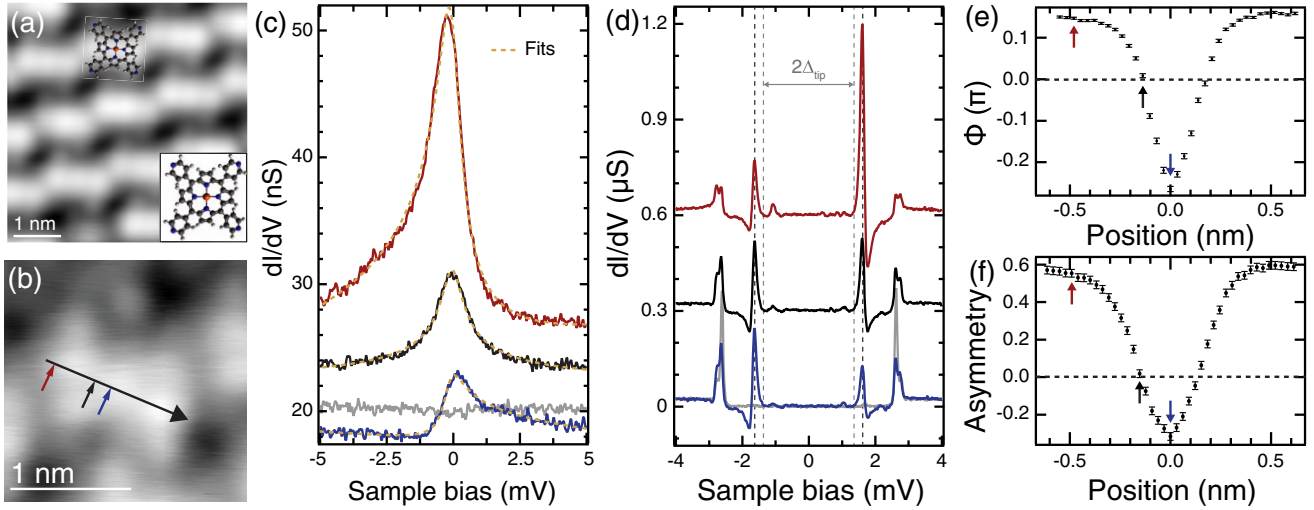 (a)
1 nm
(b)
1 nm
(c)
50
40
30
20
dI/dV (nS)
Fits
-5
-2.5
0
2.5
5
Sample bias (mV)
(d)
1.2
0.9
0.6
0.3
0
dI/dV (μS)
2Δtip
-4
-2
0
2
4
Sample bias (mV)
(e)
0.1
0.0
-0.2
Φ (π)
-0.5
0.0
0.5
Position (nm)
(f)
0.6
0.4
0.2
0.0
-0.2
Asymmetry
-0.5
0.0
0.5
Position (nm)